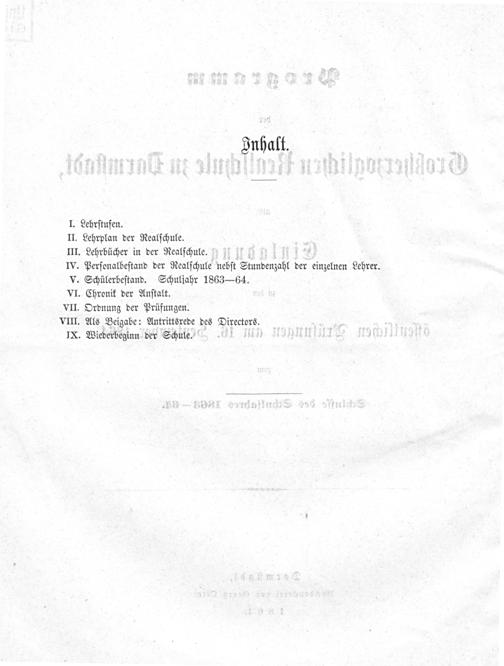 Inhalt.
I. Lehrstufen.
II. Lehrplan der Realschule.
III. Lehrbücher in der Realschule.
IV. Personalbestand der Realschule nebst Stundenzahl der einzelnen Lehrer.
V. Schülerbestand. Schuljahr 1863—64.
VI. Chronik der Anstalt.
VII. Ordnung der Prüfungen.
VIII. Als Beigabe: Antrittsrede des Directors.
IX. Wiederbeginn der Schule.